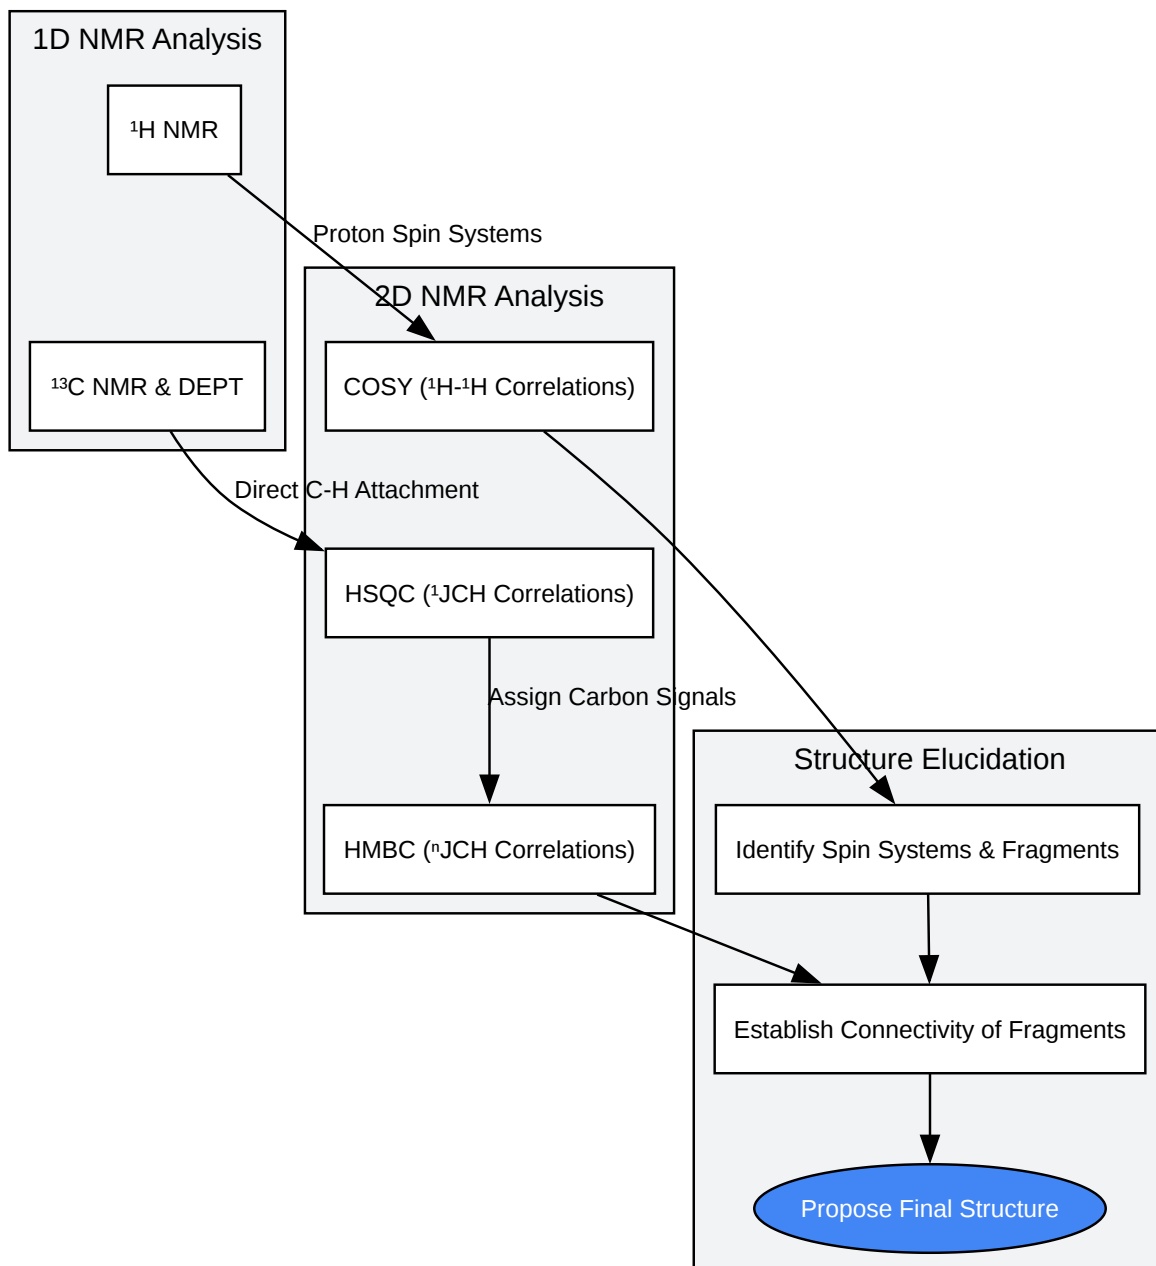 1D NMR Analysis
¹H NMR
Proton Spin Systems
2D NMR Analysis
¹³C NMR & DEPT
COSY (¹H-¹H Correlations)
Direct C-H Attachment
HSQC (¹JCH Correlations)
Assign Carbon Signals
Structure Elucidation
HMBC (ⁿJCH Correlations)
Identify Spin Systems & Fragments
Establish Connectivity of Fragments
Propose Final Structure